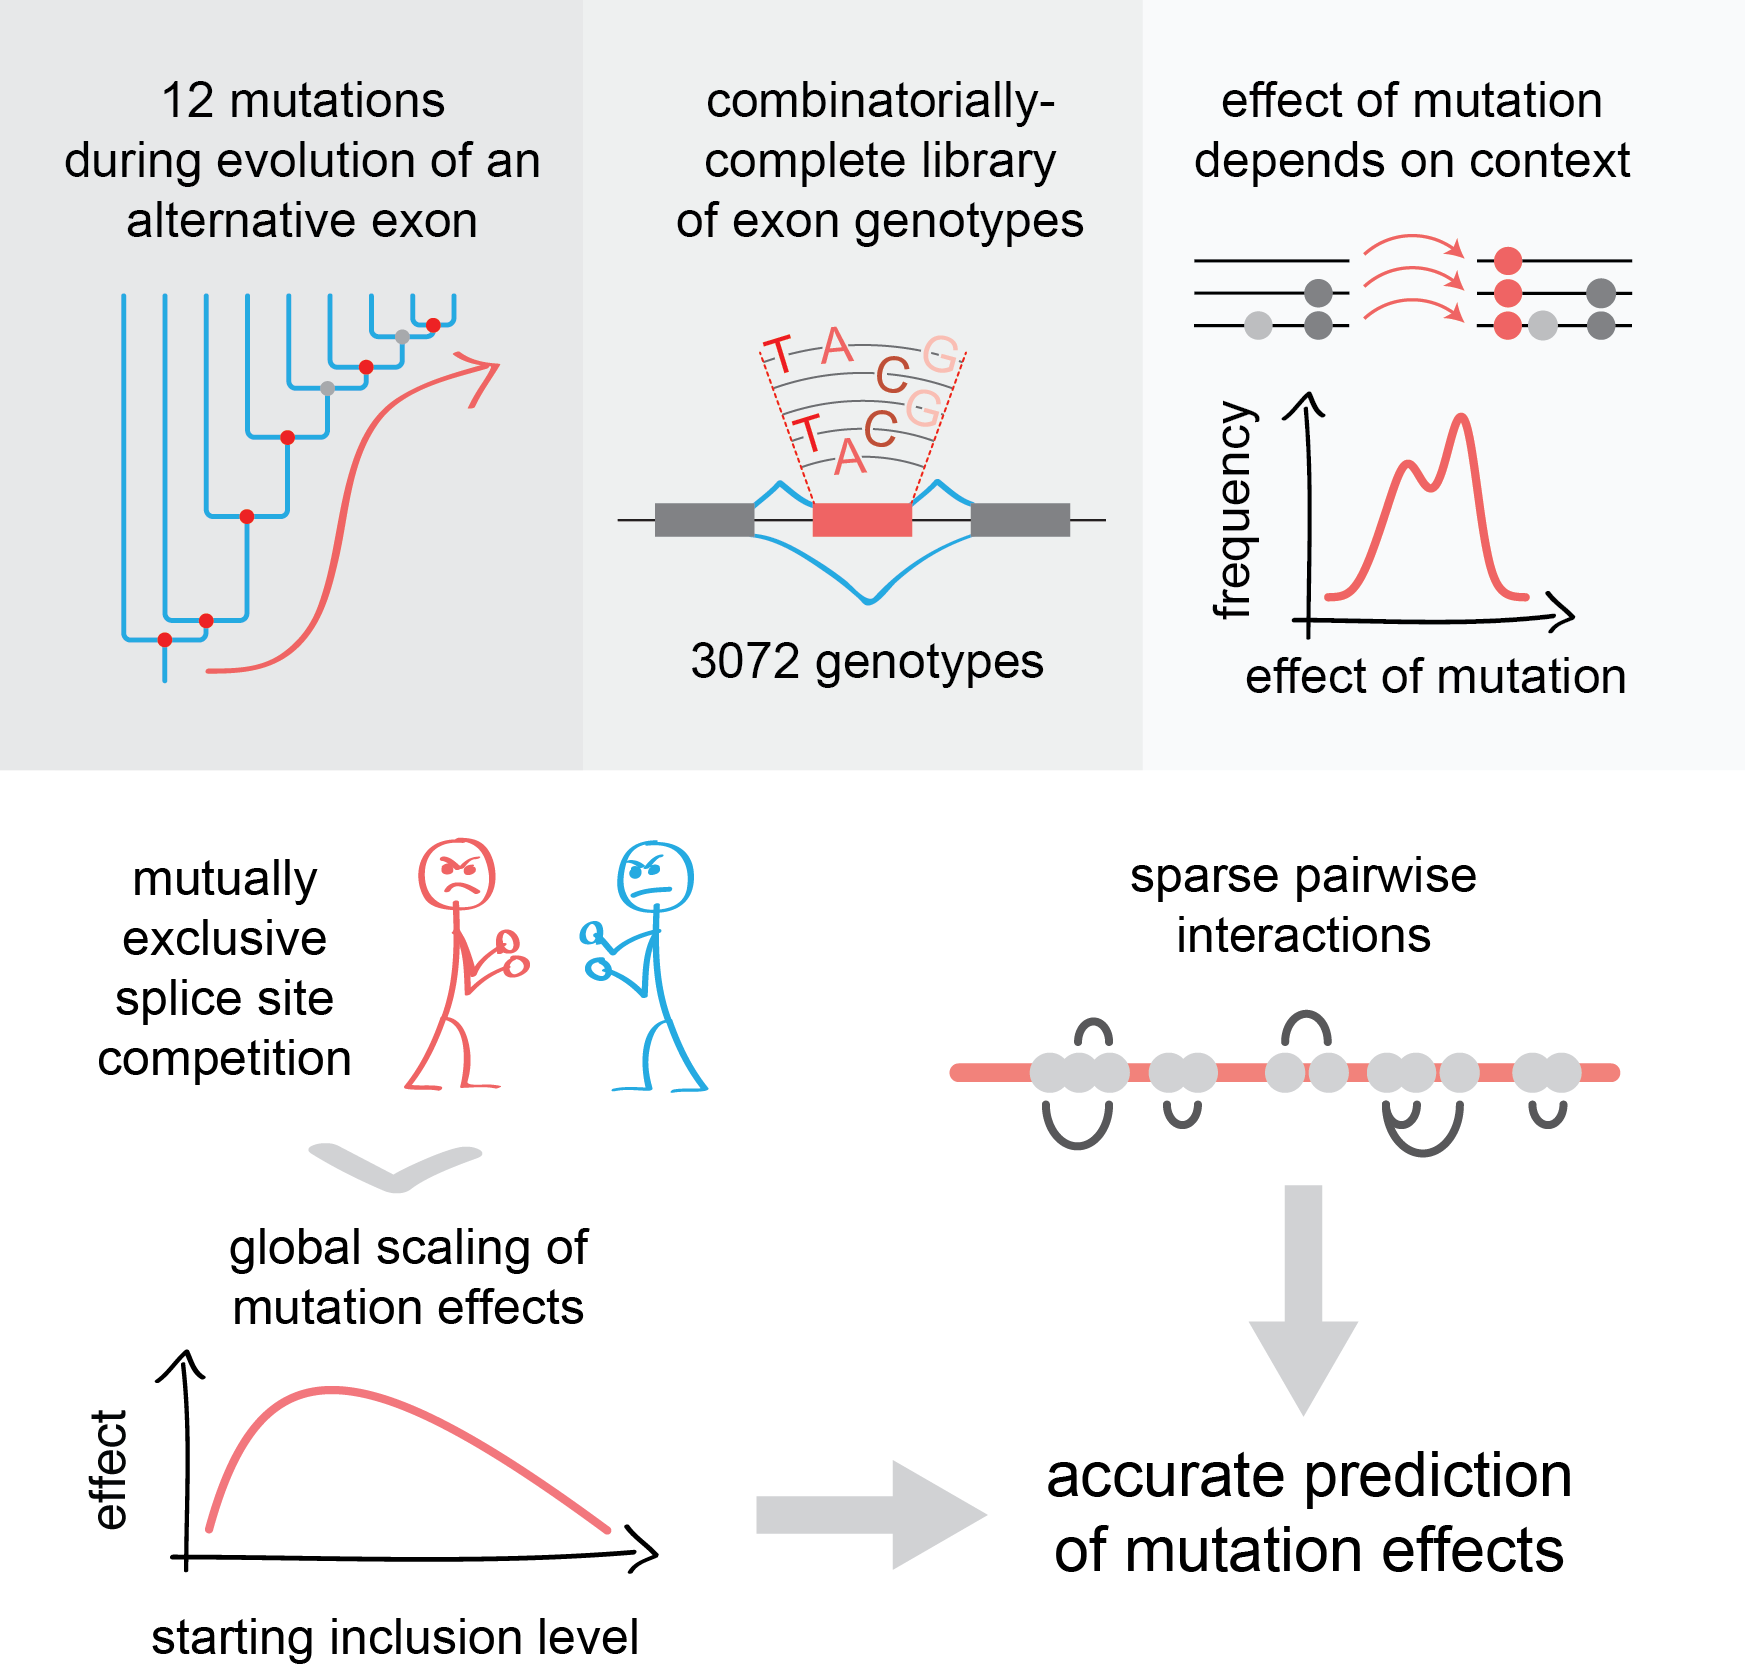 12 mutations
during evolution of an
alternative exon
combinatorially-
complete library
of exon genotypes
T A C G
T A C G
3072 genotypes
effect of mutation
depends on context
frequency
effect of mutation
mutually
exclusive
splice site
competition
global scaling of
mutation effects
effect
starting inclusion level
sparse pairwise
interactions
accurate prediction
of mutation effects